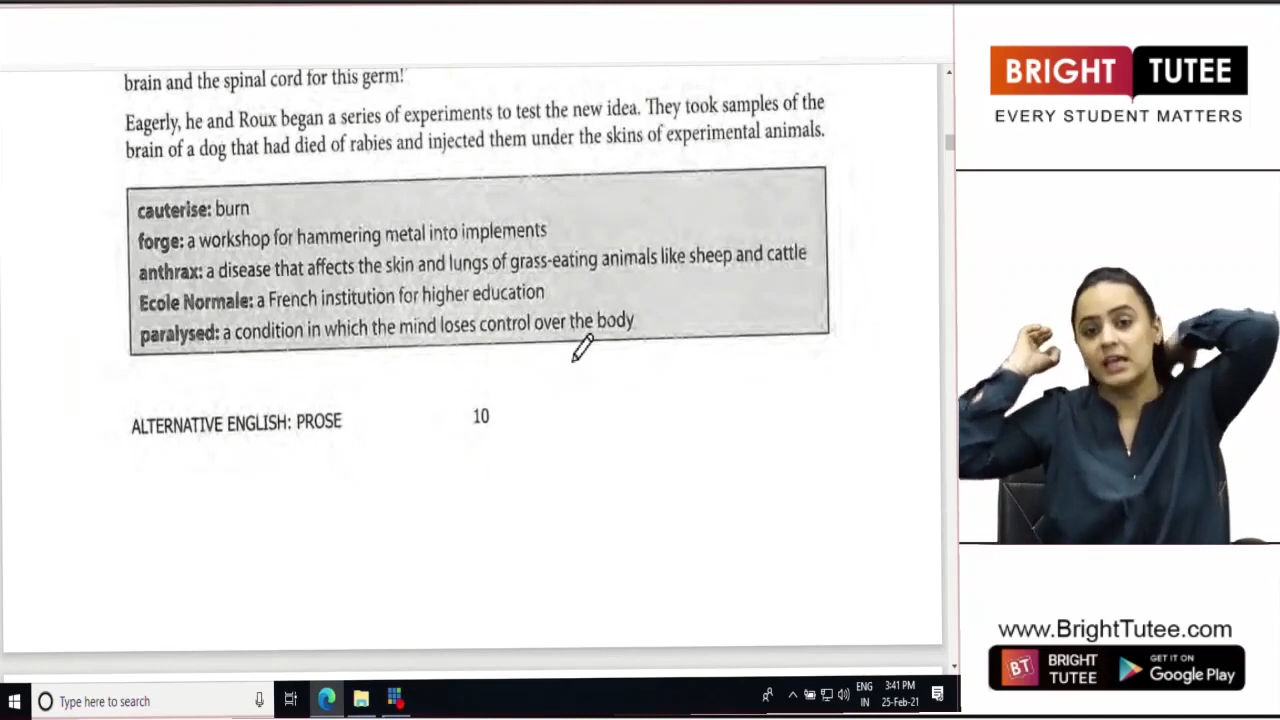 brain and the spinal cord for this germ!'
Eagerly, he and Roux began a series of experiments to test the new idea. They took samples of the
brain of a dog that had died of rabies and injected them under the skins of experimental animals.
cauterise: burn
forge: a workshop for hammering metal into implements
anthrax: a disease that affects the skin and lungs of grass-eating animals like sheep and cattle
Ecole Normale: a French institution for higher education
paralysed: a condition in which the mind loses control over the body
ALTERNATIVE ENGLISH: PROSE 10
BRIGHT TUTEE
EVERY STUDENT MATTERS
www.BrightTutee.com
BT BRIGHT TUTEE
GET IT ON
Google Play
Type here to search
ENG
IN
3:41 PM
25-Feb-21